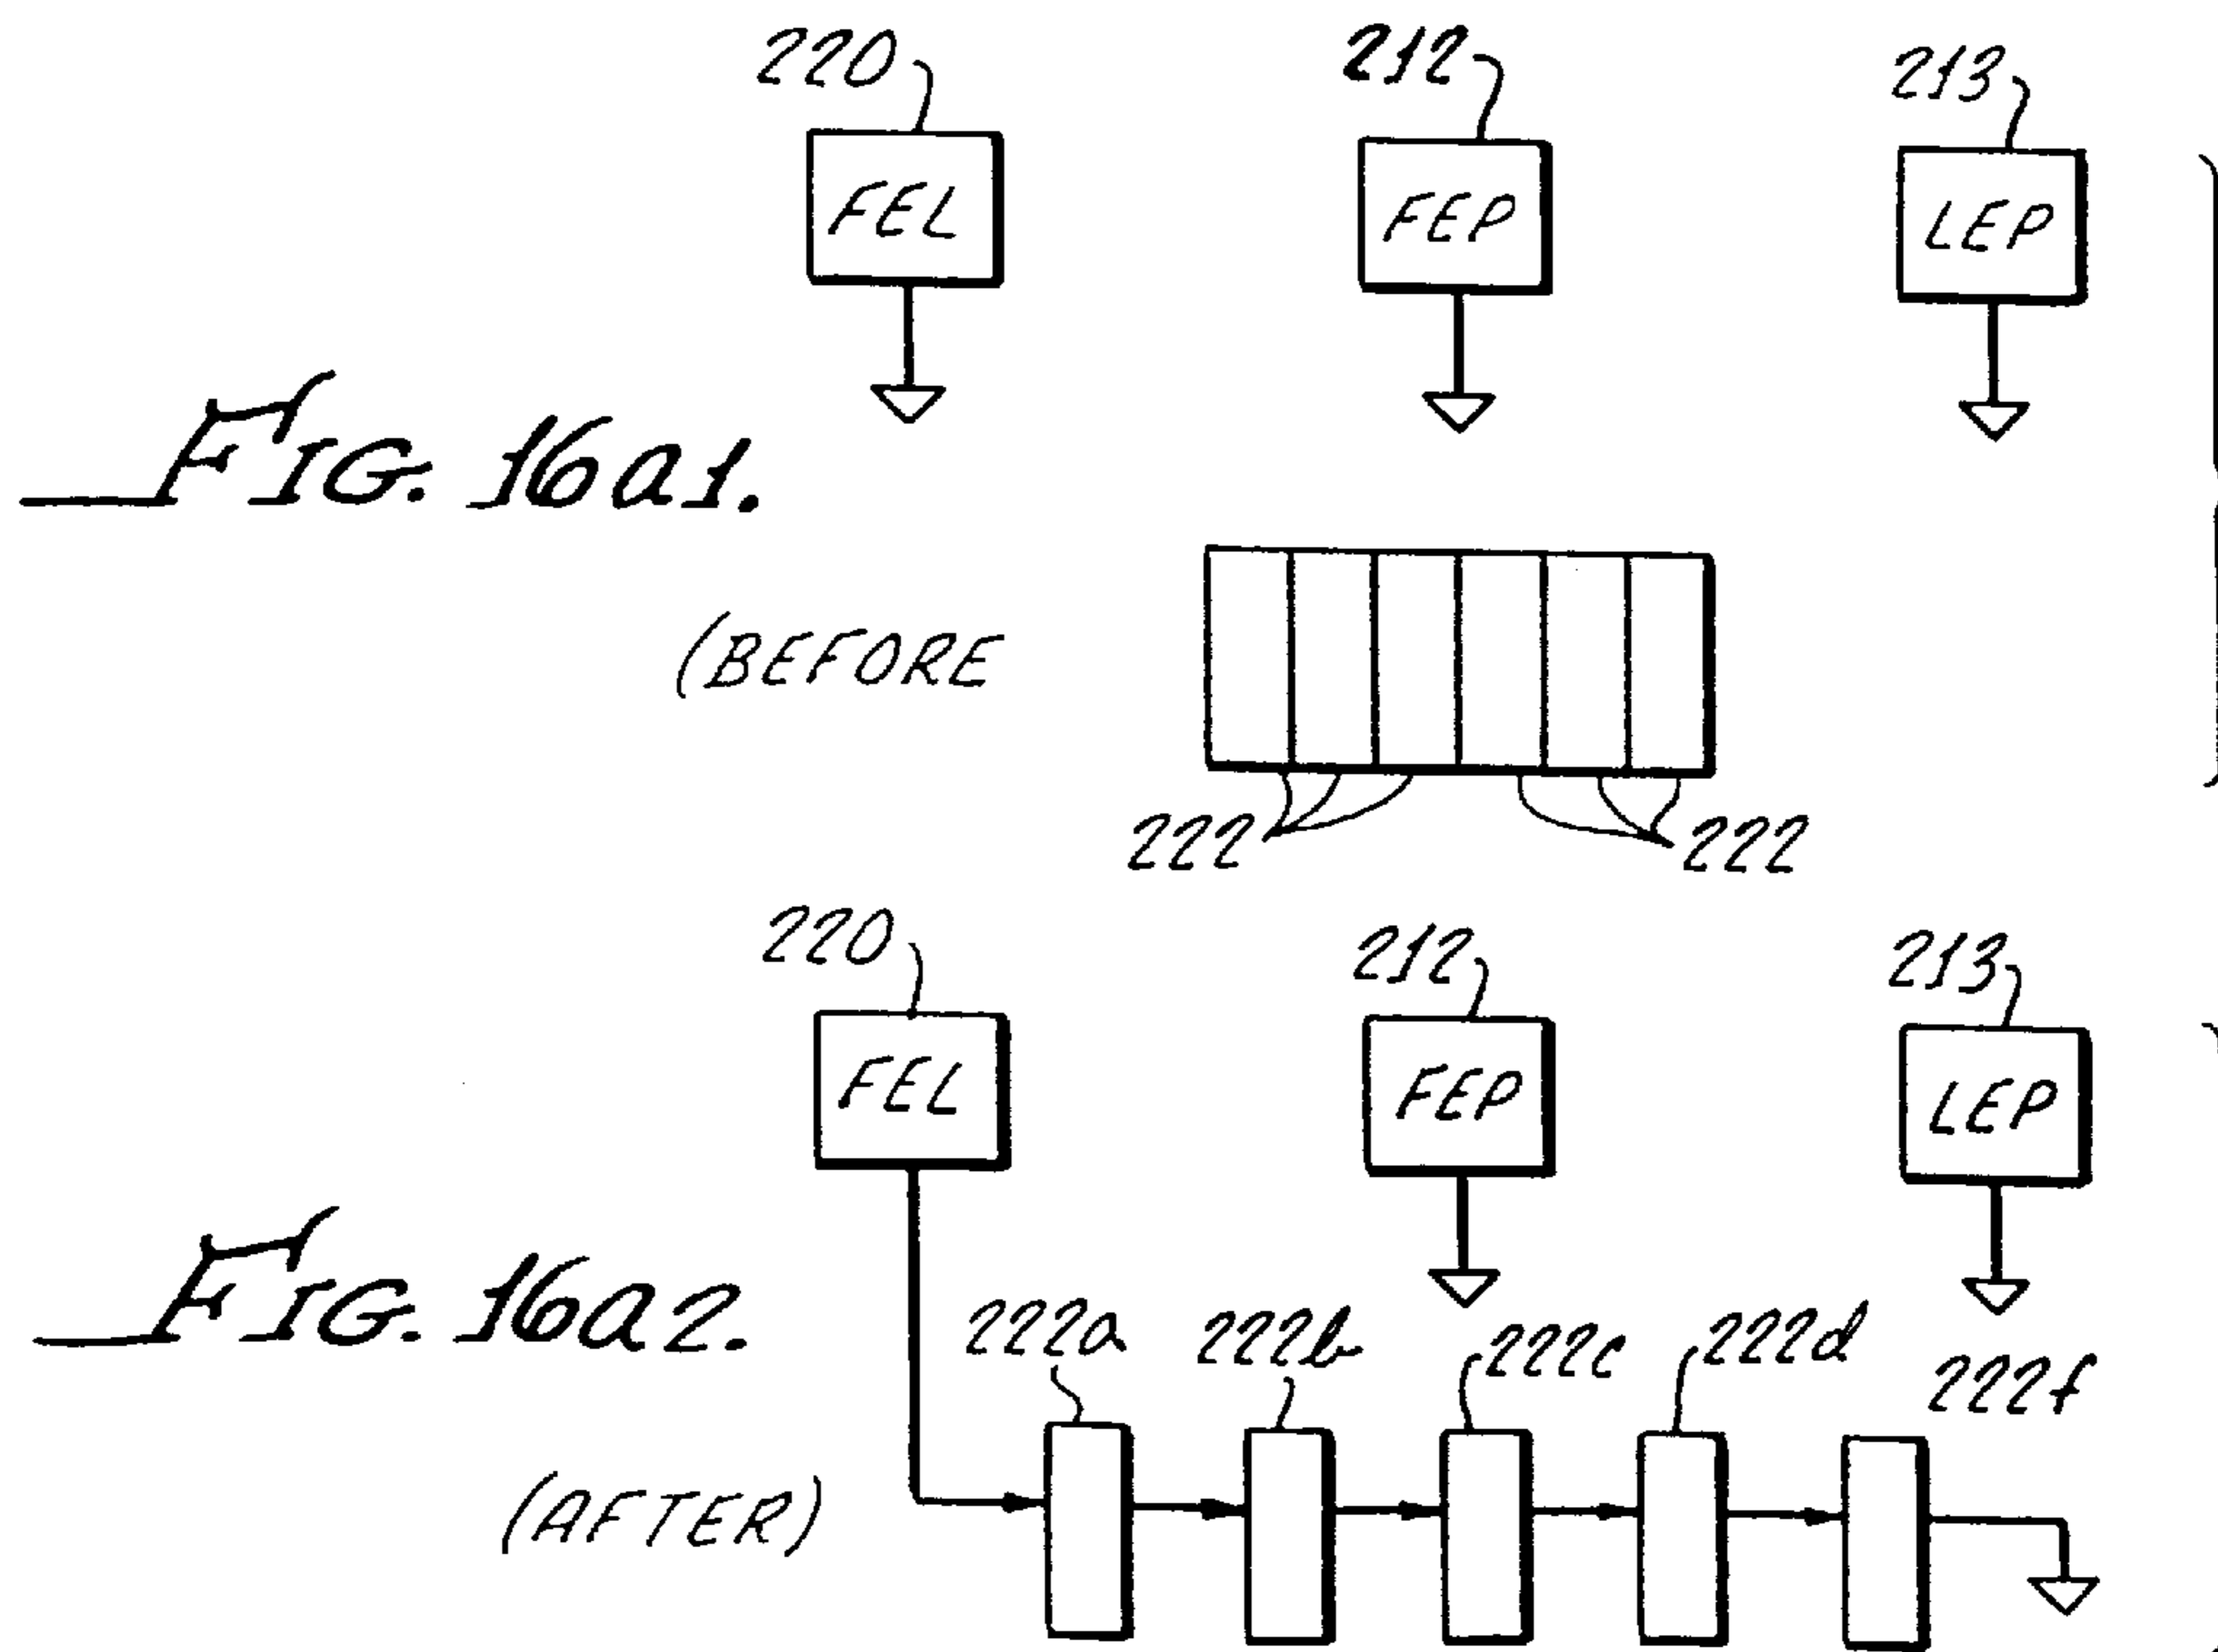 220 212 213
FEL FEP LEP
FIG. 16a1.
(BEFORE
222 222
220 212 213
FEL FEP LEP
FIG. 16a2.
222a 222b 222c 222d 222f
(AFTER)